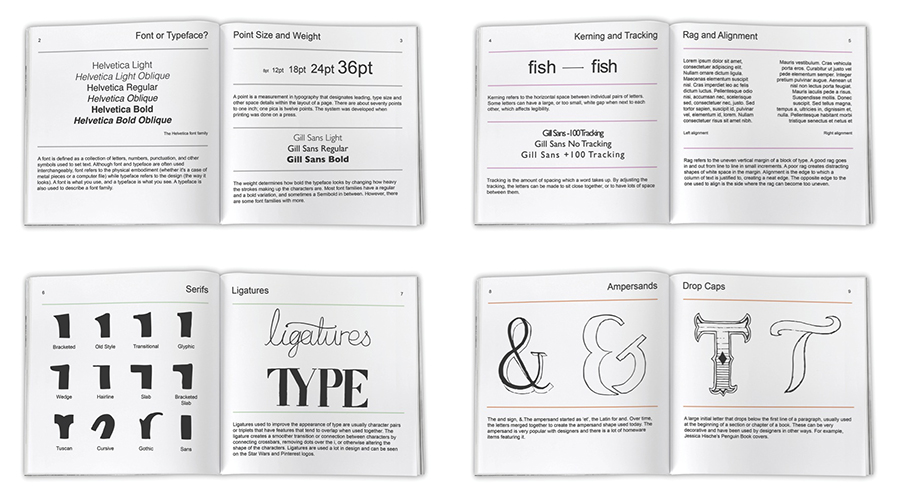 2
Font or Typeface?
Helvetica Light
Helvetica Light Oblique
Helvetica Regular
Helvetica Oblique
Helvetica Bold
Helvetica Bold Oblique
The Helvetica font family
A font is defined as a collection of letters, numbers, punctuation, and other
symbols used to set text. Although font and typeface are often used
interchangeably, font refers to the physical embodiment (whether it's a case of
metal pieces or a computer file) while typeface refers to the design (the way it
looks). A font is what you use, and a typeface is what you see. A typeface is
also used to describe a font family.
Point Size and Weight
3
8pt 12pt 18pt 24pt 36pt
A point is a measurement in typography that designates leading, type size and
other space details within the layout of a page. There are about seventy points
to one inch; one pica is twelve points. The system was developed when
printing was done on a press.
Gill Sans Light
Gill Sans Regular
Gill Sans Bold
The weight determines how bold the typeface looks by changing how heavy
the strokes making up the characters are. Most font families have a regular
and a bold variation, and sometimes a Semibold in between. However, there
are some font families with more.
4
Kerning and Tracking
fish — fish
Kerning refers to the horizontal space between individual pairs of letters.
Some letters can have a large, or too small, white gap when next to each
other, which affects legibility.
Gill Sans -100 Tracking
Gill Sans No Tracking
Gill Sans +100 Tracking
Tracking is the amount of spacing which a word takes up. By adjusting the
tracking, the letters can be made to sit close together, or to have lots of space
between them.
Rag and Alignment
5
Lorem ipsum dolor sit amet,
consectetuer adipiscing elit.
Nullam ornare dictum ligula.
Maecenas elementum suscipit
nisl. Cras imperdiet leo ac felis
dictum luctus. Pellentesque odio
nisi, accumsan nec, scelerisque
sed, consectetuer nec, justo. Sed
tortor sapien, suscipit id, pulvinar
vel, elementum id, lorem. Nunc
consectetuer risus at nibh.
Left alignment
Mauris vestibulum. Cras vehicula
porta eros. Curabitur ut justo vel
pede elementum semper. Integer
pretium pulvinar augue. Aenean ut
nisl non lectus porta feugiat.
Mauris iaculis pede a risus.
Suspendisse mollis. Donec
suscipit. Sed tellus magna,
tempus a, ultricies in, dignissim et,
nulla. Pellentesque habitant morbi
tristique senectus et netus et
Right alignment
Rag refers to the uneven vertical margin of a block of type. A good rag goes
in and out from line to line in small increments. A poor rag creates distracting
shapes of white space in the margin. Alignment is the edge to which a
column of text is justified to, creating a neat edge. The opposite edge to the
one used to align is the side where the rag can become too uneven.
6
Serifs
Bracketed Old Style Transitional Glyphic
Wedge Hairline Slab Bracketed
Slab
Tuscan Cursive Gothic Sans
Ligatures
7
ligatures
TYPE
Ligatures used to improve the appearance of type are usually character pairs
or triplets that have features that tend to overlap when used together. The
ligature creates a smoother transition or connection between characters by
connecting crossbars, removing dots over the i, or otherwise altering the
shape of the characters. Ligatures are used a lot in design and can be seen
on the Star Wars and Pinterest logos.
8
Ampersands
& &
The and sign, & The ampersand started as 'et', the Latin for and. Over time,
the letters merged together to create the ampersand shape used today. The
ampersand is very popular with designers and there is a lot of homeware
items featuring it.
Drop Caps
9
T T
A large initial letter that drops below the first line of a paragraph, usually used
at the beginning of a section or chapter of a book. These can be very
decorative and have been used by designers in other ways. For example,
Jessica Hische's Penguin Book covers.